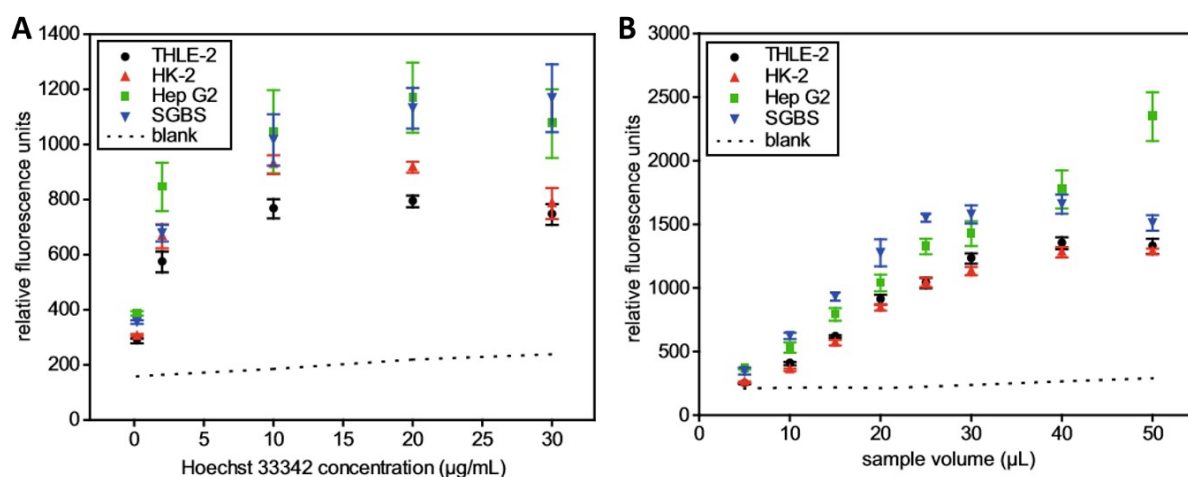 A
1400
1200
1000
800
600
400
200
0
relative fluorescence units
THLE-2
HK-2
Hep G2
SGBS
blank
0 5 10 15 20 25 30
Hoechst 33342 concentration (µg/mL)
B
3000
2500
2000
1500
1000
500
0
relative fluorescence units
THLE-2
HK-2
Hep G2
SGBS
blank
0 10 20 30 40 50
sample volume (µL)